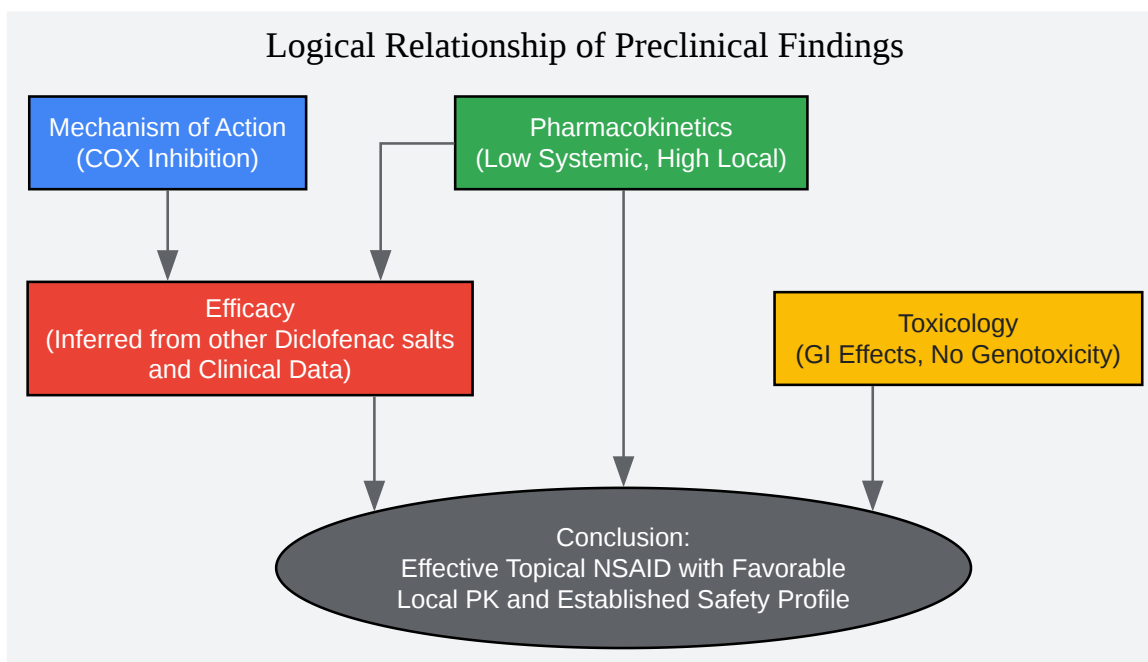 Logical Relationship of Preclinical Findings
Mechanism of Action
(COX Inhibition)
Pharmacokinetics
(Low Systemic, High Local)
Efficacy
(Inferred from other Diclofenac salts
and Clinical Data)
Toxicology
(GI Effects, No Genotoxicity)
Conclusion:
Effective Topical NSAID with Favorable
Local PK and Established Safety Profile